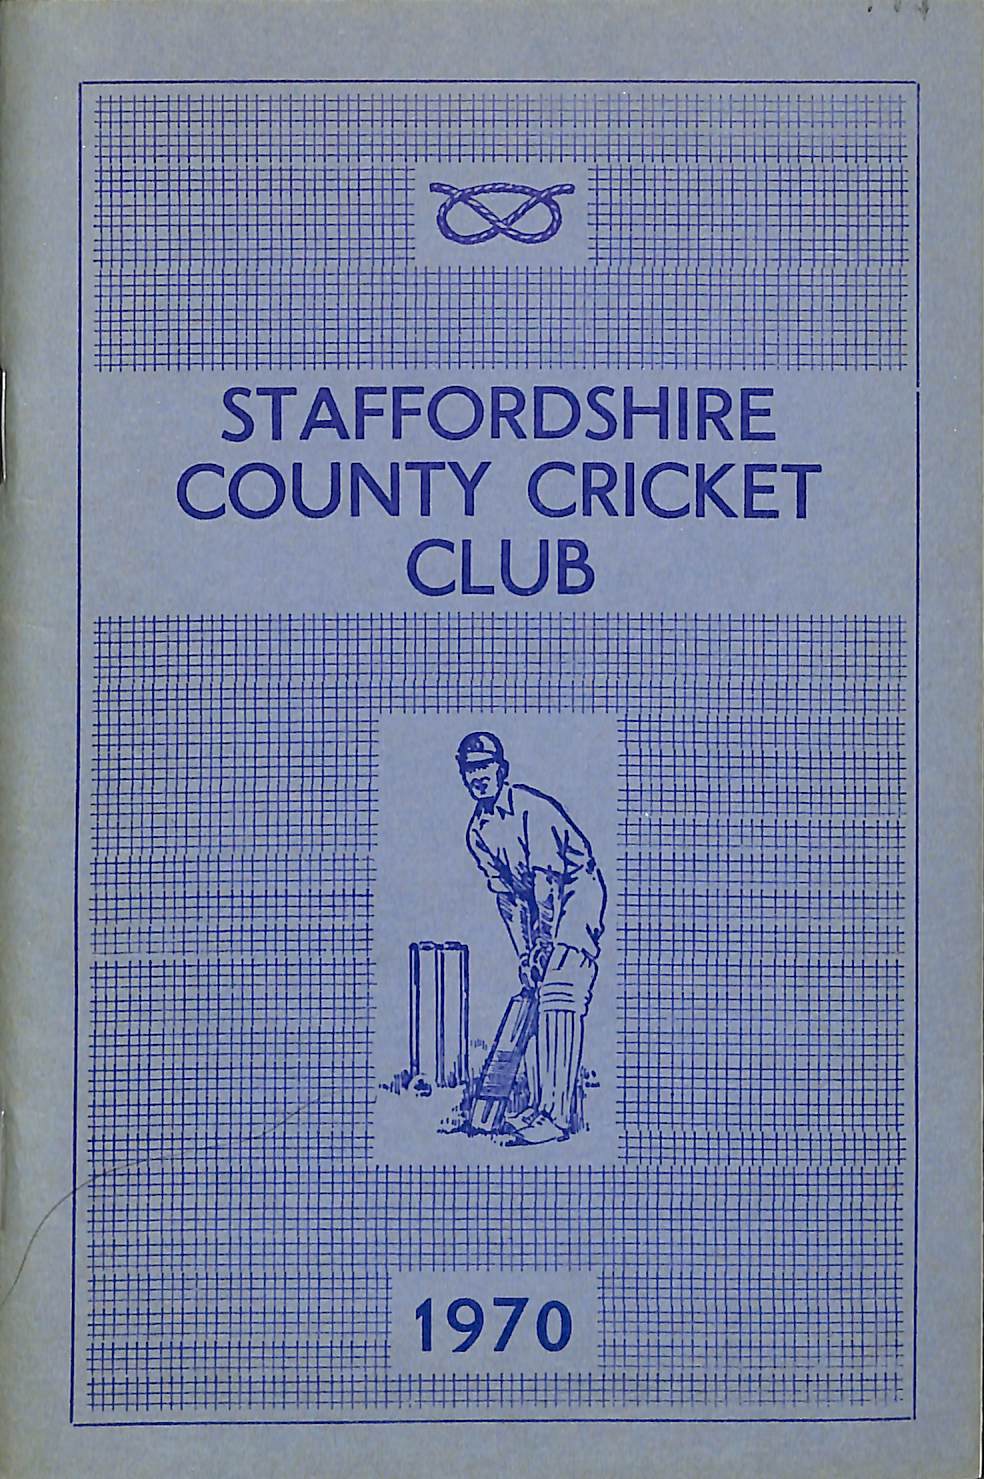 STAFFORDSHIRE
COUNTY CRICKET
CLUB
1970